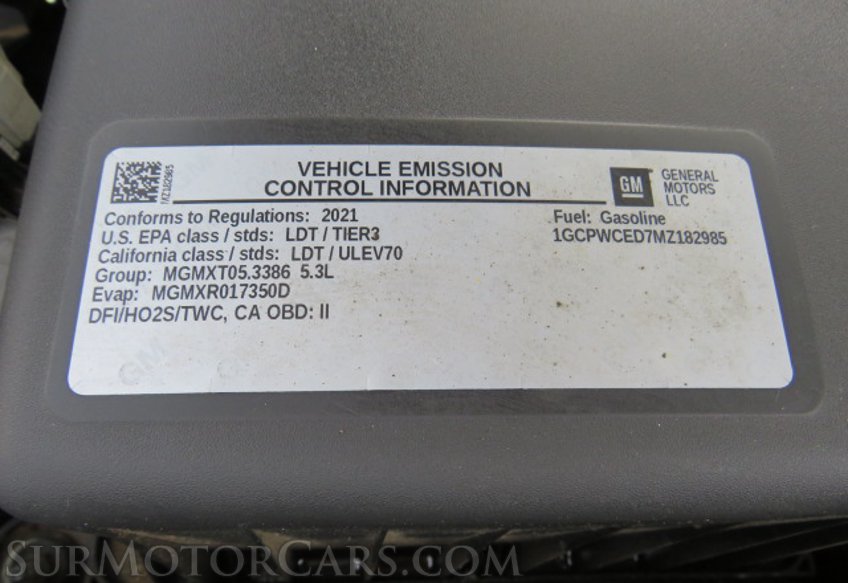 VEHICLE EMISSION
CONTROL INFORMATION
MZ182985
GM
GENERAL
MOTORS
LLC
Conforms to Regulations: 2021
U.S. EPA class / stds: LDT / TIER3
California class / stds: LDT / ULEV70
Group: MGMXT05.3386 5.3L
Evap: MGMXR017350D
DFI/HO2S/TWC, CA OBD: II
Fuel: Gasoline
1GCPWCED7MZ182985
SURMOTORCARS.COM